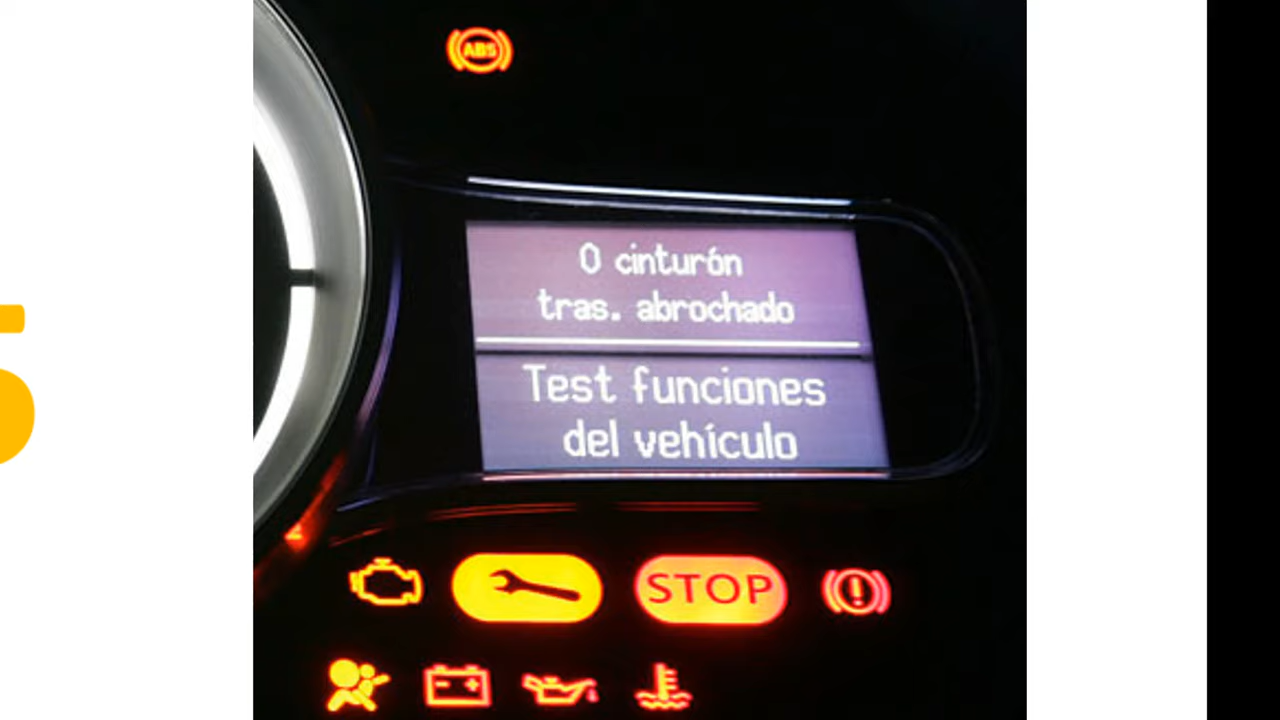 ABS
0 cinturón
tras. abrochado
Test funciones
del vehículo
STOP